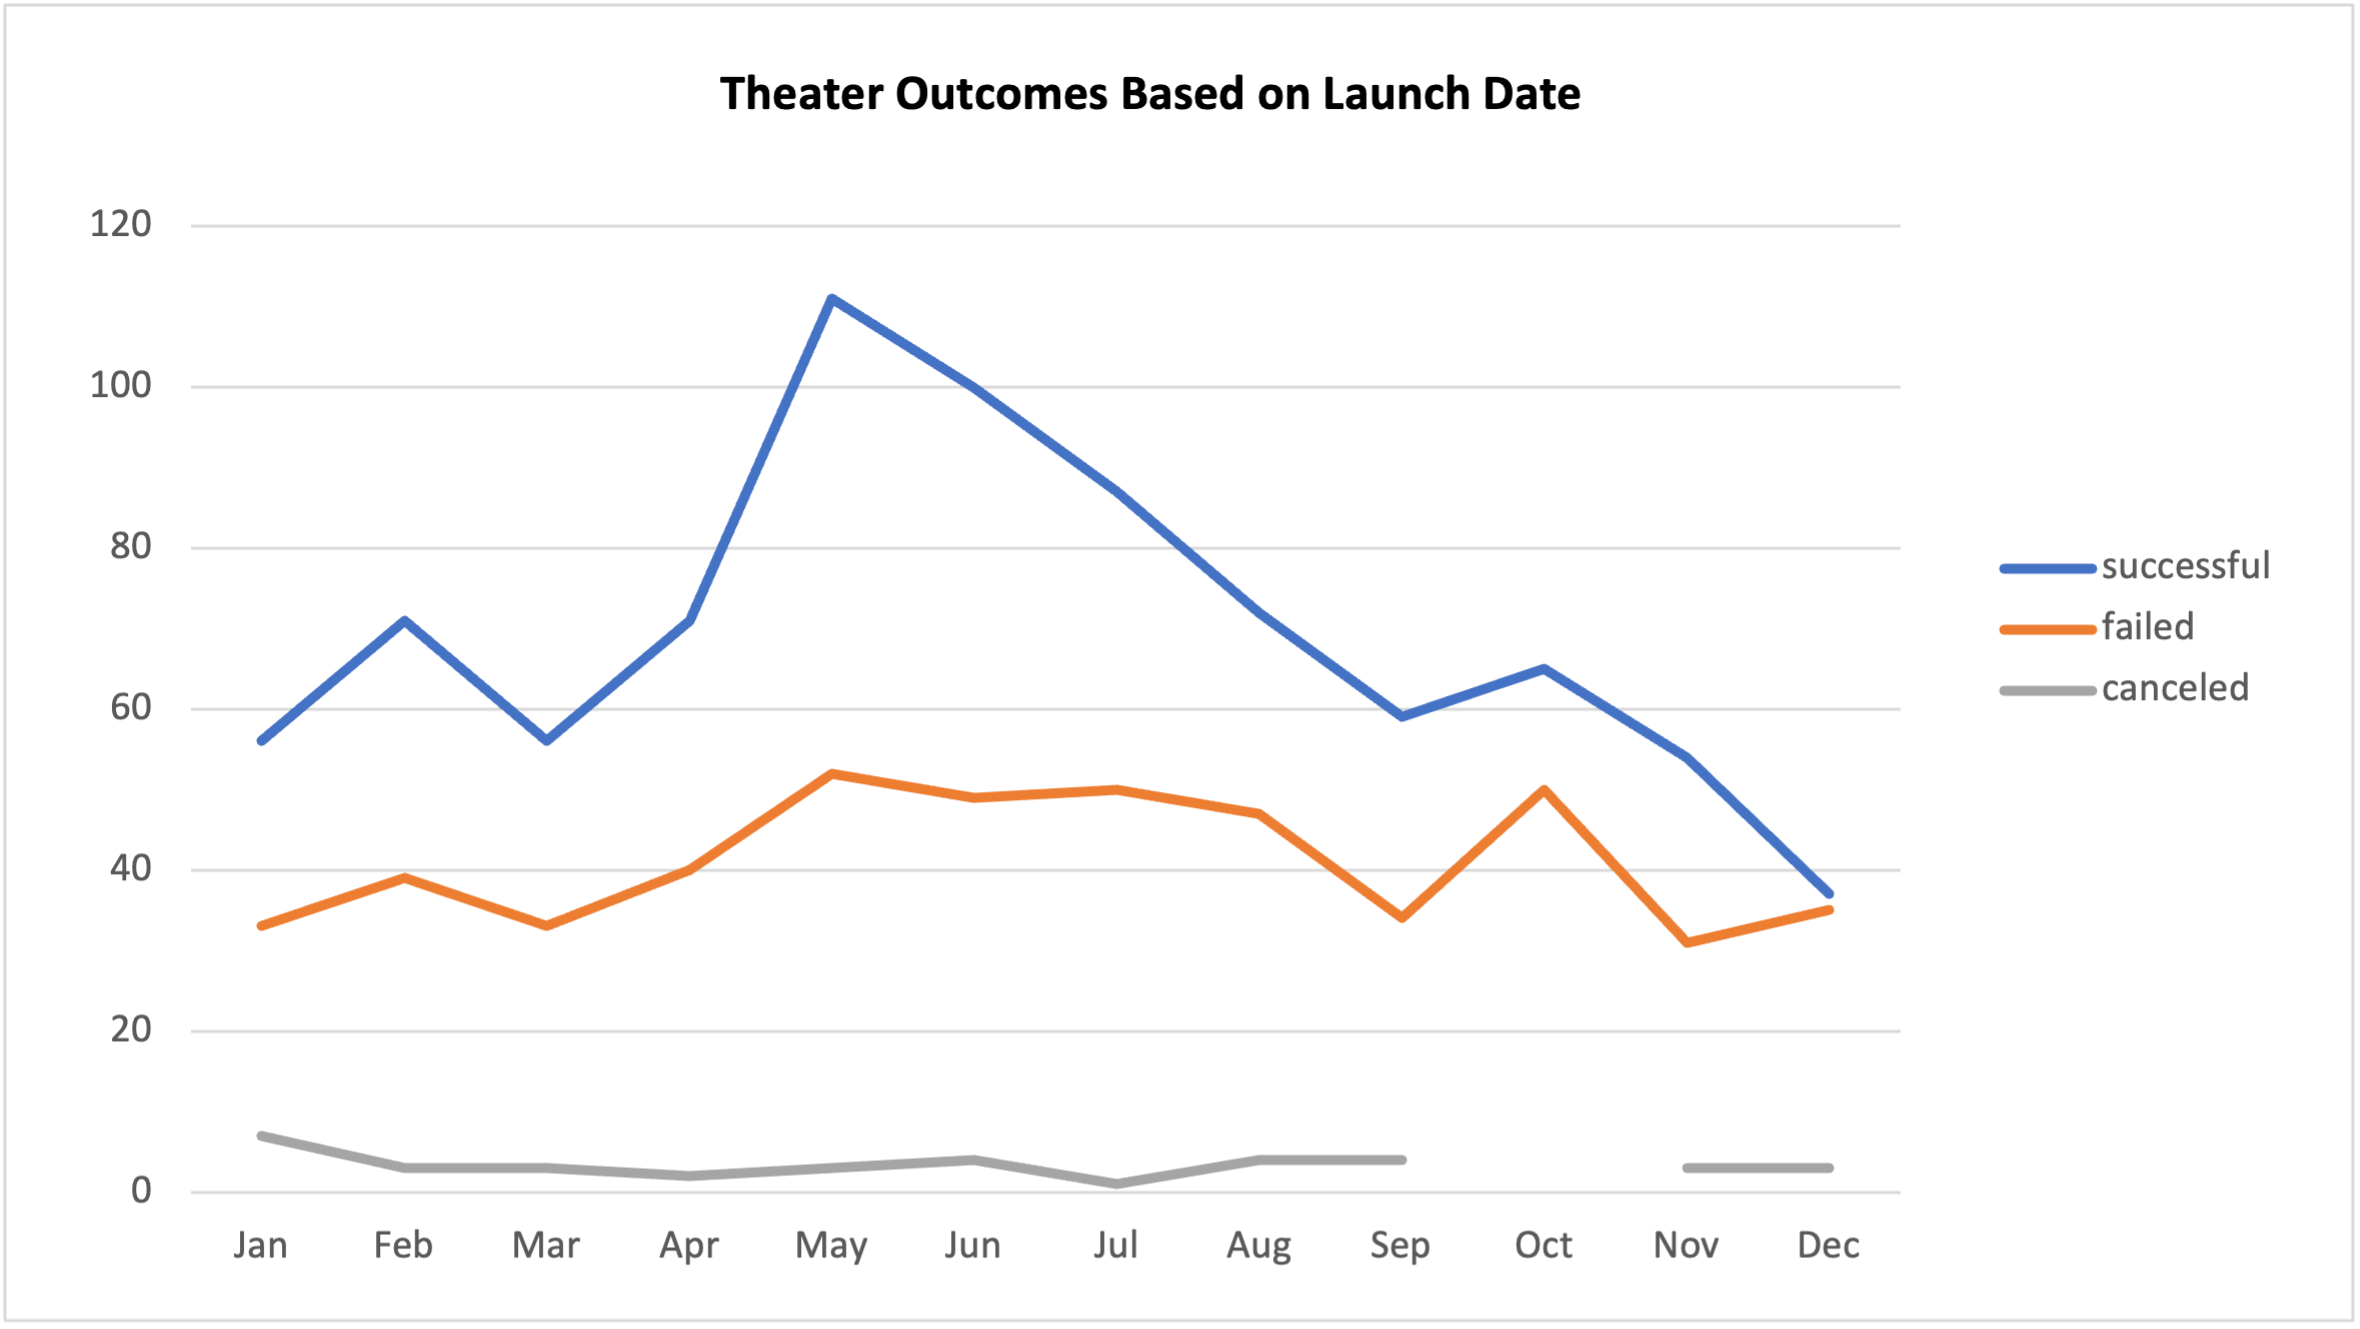 Theater Outcomes Based on Launch Date
120
100
80
60
40
20
0
Jan Feb Mar Apr May Jun Jul Aug Sep Oct Nov Dec
successful
failed
canceled